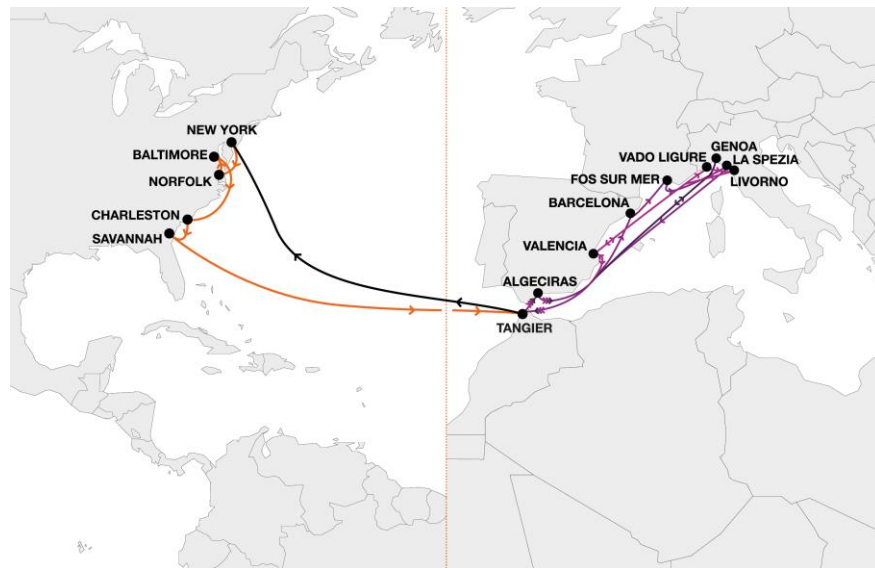 NEW YORK
BALTIMORE
NORFOLK
CHARLESTON
SAVANNAH
GENOA
VADO LIGURE
LA SPEZIA
FOS SUR MER
LIVORNO
BARCELONA
VALENCIA
ALGECIRAS
TANGIER